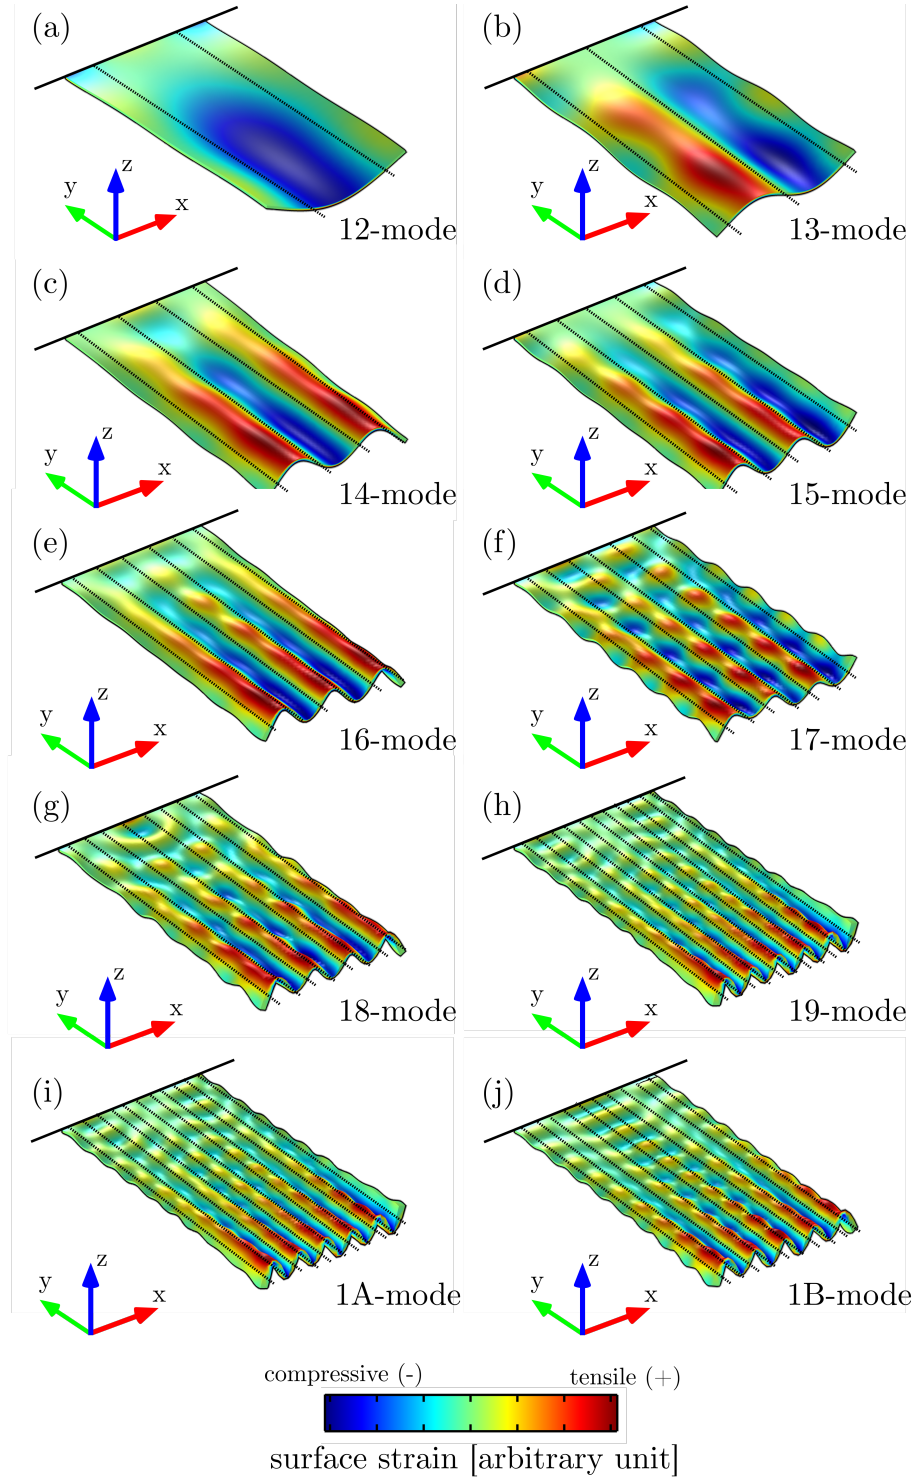 (a)
z
y
x
12-mode
(b)
z
y
x
13-mode
(c)
z
y
x
14-mode
(d)
z
y
x
15-mode
(e)
z
y
x
16-mode
(f)
z
y
x
17-mode
(g)
z
y
x
18-mode
(h)
z
y
x
19-mode
(i)
z
y
x
1A-mode
(j)
z
y
x
1B-mode
compressive (-)
tensile (+)
surface strain [arbitrary unit]